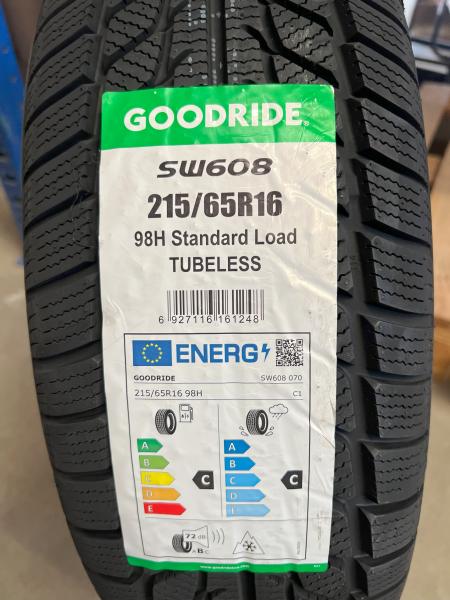 GOODRIDE®
SW608
215/65R16
98H Standard Load
TUBELESS
6 927116 161248
ENERG
GOODRIDE SW608 070
215/65R16 98H C1
A
B
C
D
E
C
A
B
C
D
E
C
72 dB
A B C